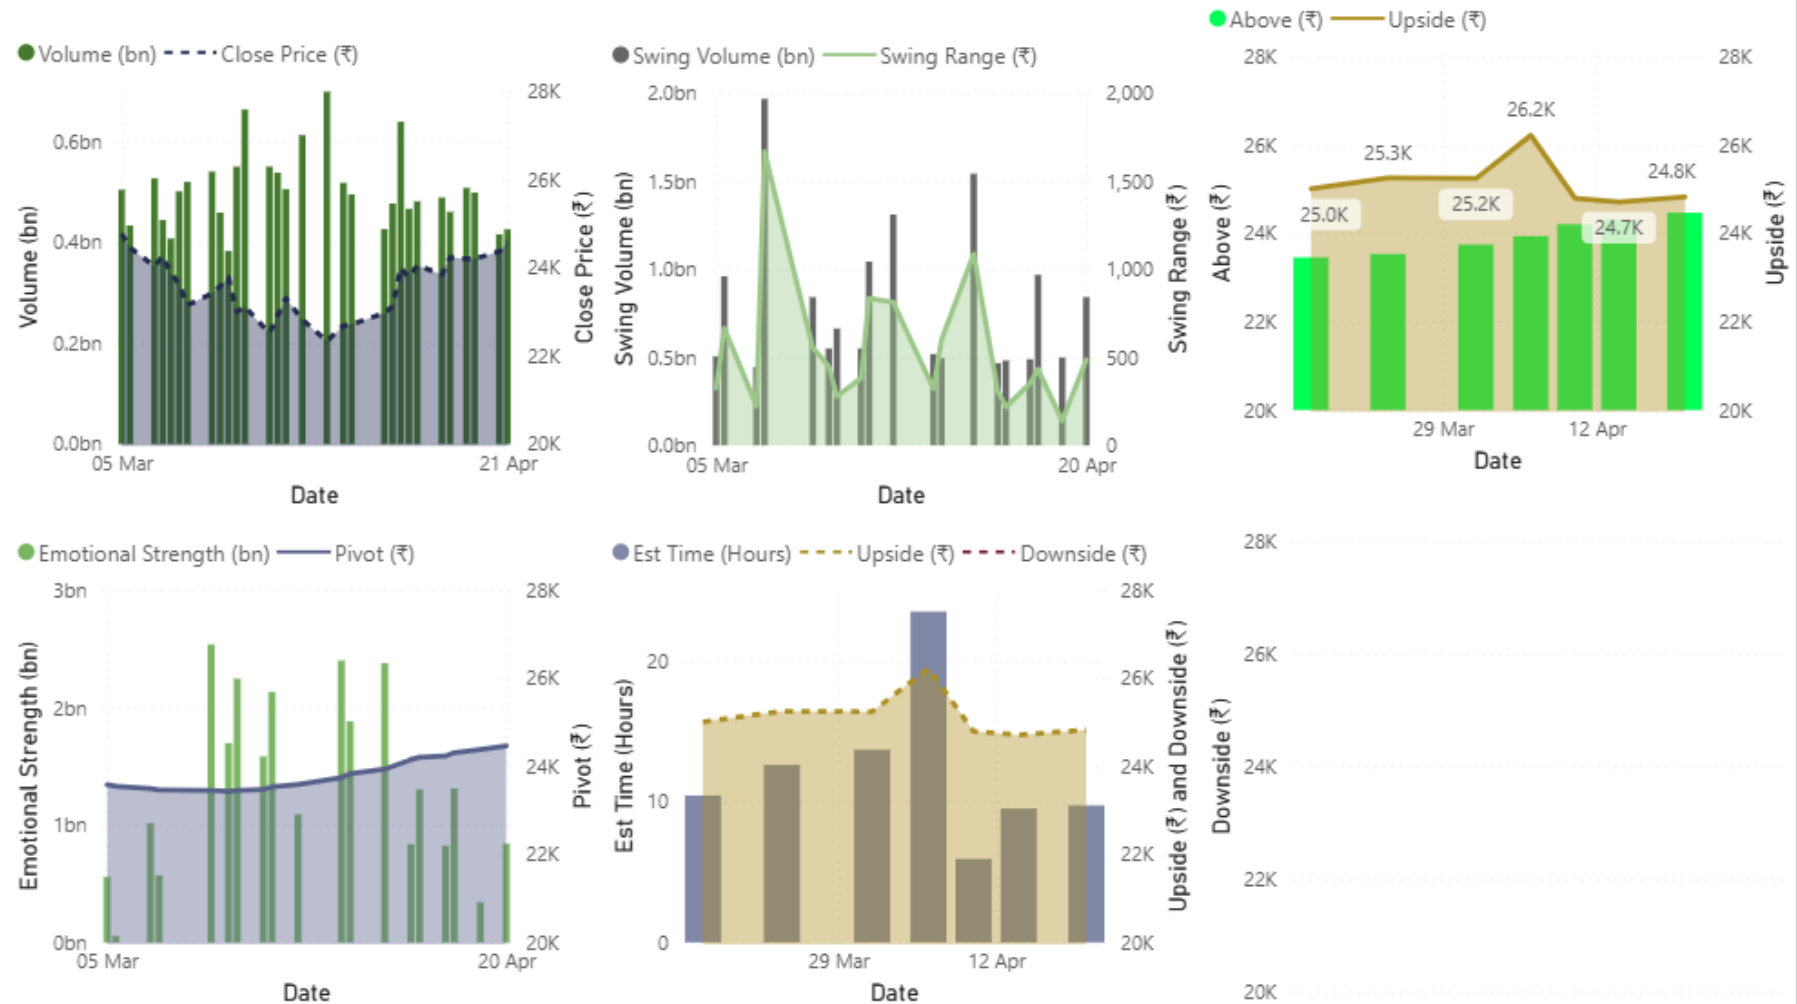 Volume (bn) Close Price (₹)
28K
0.6bn
26K
0.4bn
24K
0.2bn
22K
0.0bn
20K
05 Mar 21 Apr
Date
Volume (bn)
Close Price (₹)
Swing Volume (bn) Swing Range (₹)
2.0bn 2,000
1.5bn 1,500
1.0bn 1,000
0.5bn 500
0.0bn 0
05 Mar 20 Apr
Date
Swing Volume (bn)
Swing Range (₹)
Above (₹) Upside (₹)
28K 28K
26K 26K
24K 24K
22K 22K
20K 20K
25.0K
25.3K
25.2K
26.2K
24.7K
24.8K
29 Mar 12 Apr
Date
Above (₹)
Upside (₹)
Emotional Strength (bn) Pivot (₹)
3bn 28K
26K
2bn
24K
1bn
22K
0bn 20K
05 Mar 20 Apr
Date
Emotional Strength (bn)
Pivot (₹)
Est Time (Hours) Upside (₹) Downside (₹)
28K
20
26K
24K
10
22K
0 20K
29 Mar 12 Apr
Date
Est Time (Hours)
Upside (₹) and Downside (₹)
28K
26K
24K
22K
20K
Downside (₹)